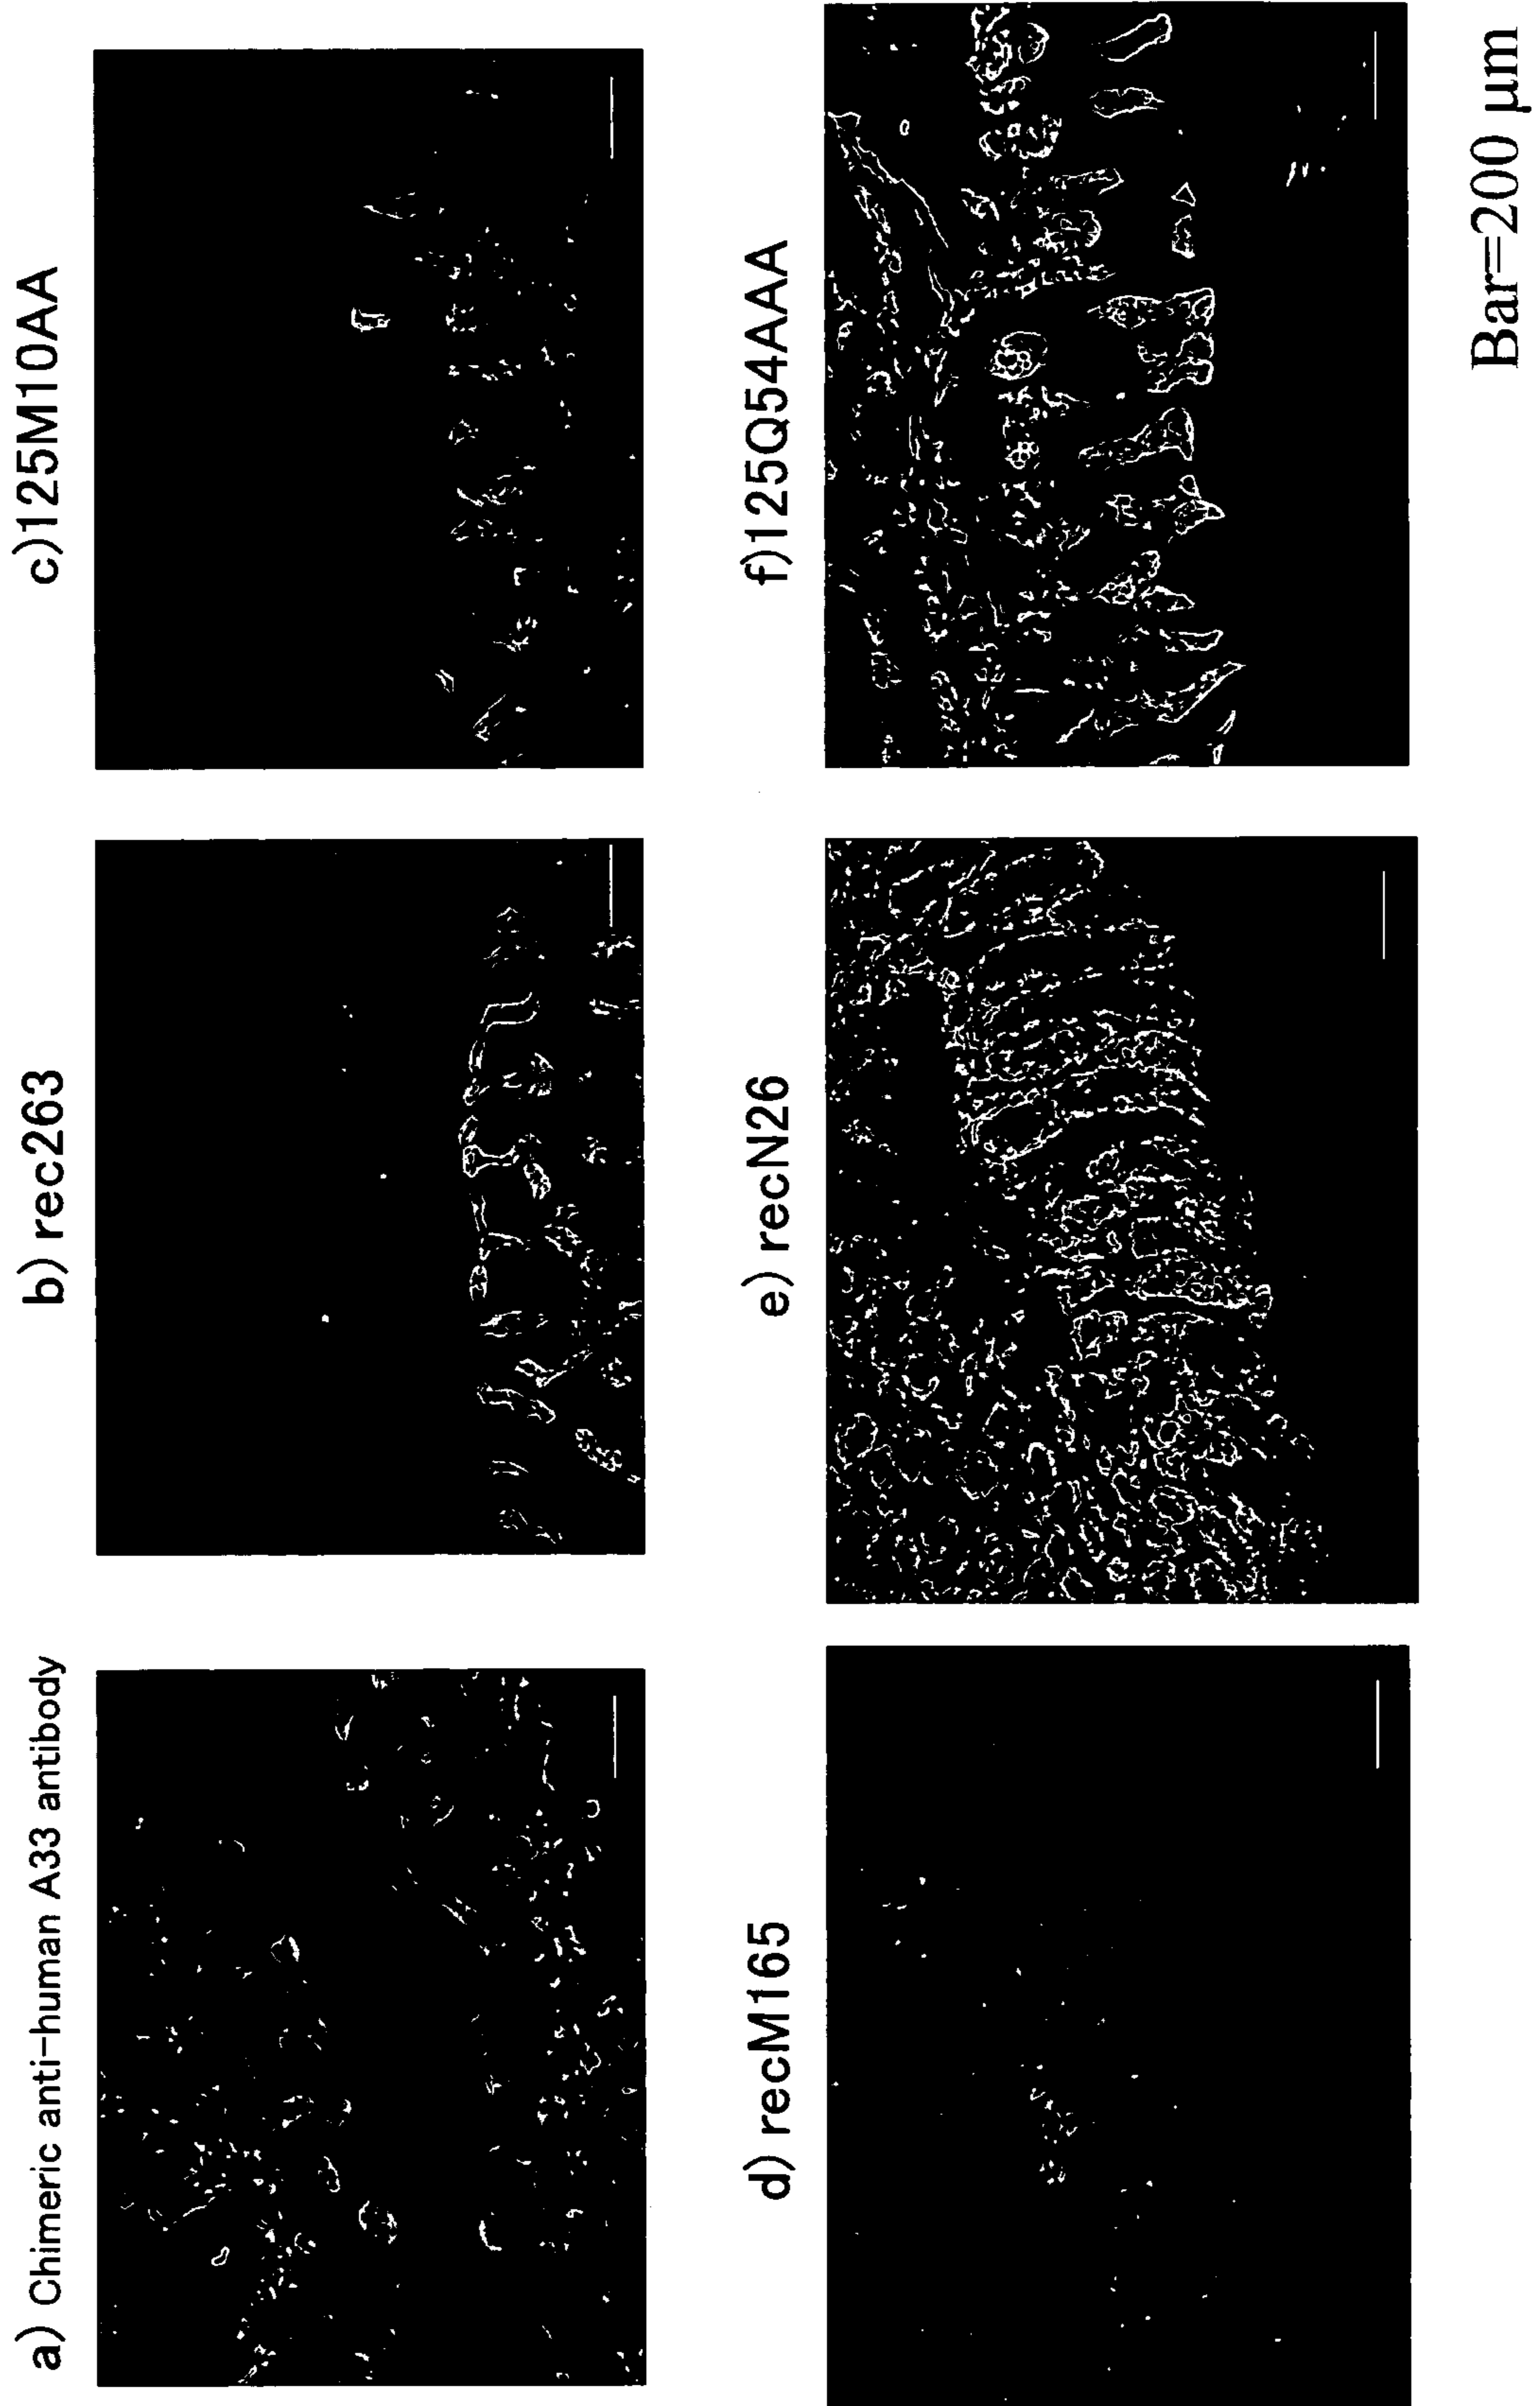 a) Chimeric anti-human A33 antibody
b) rec263
c)125M10AA
d) recM165
e) recN26
f)125Q54AAA
Bar=200 μm